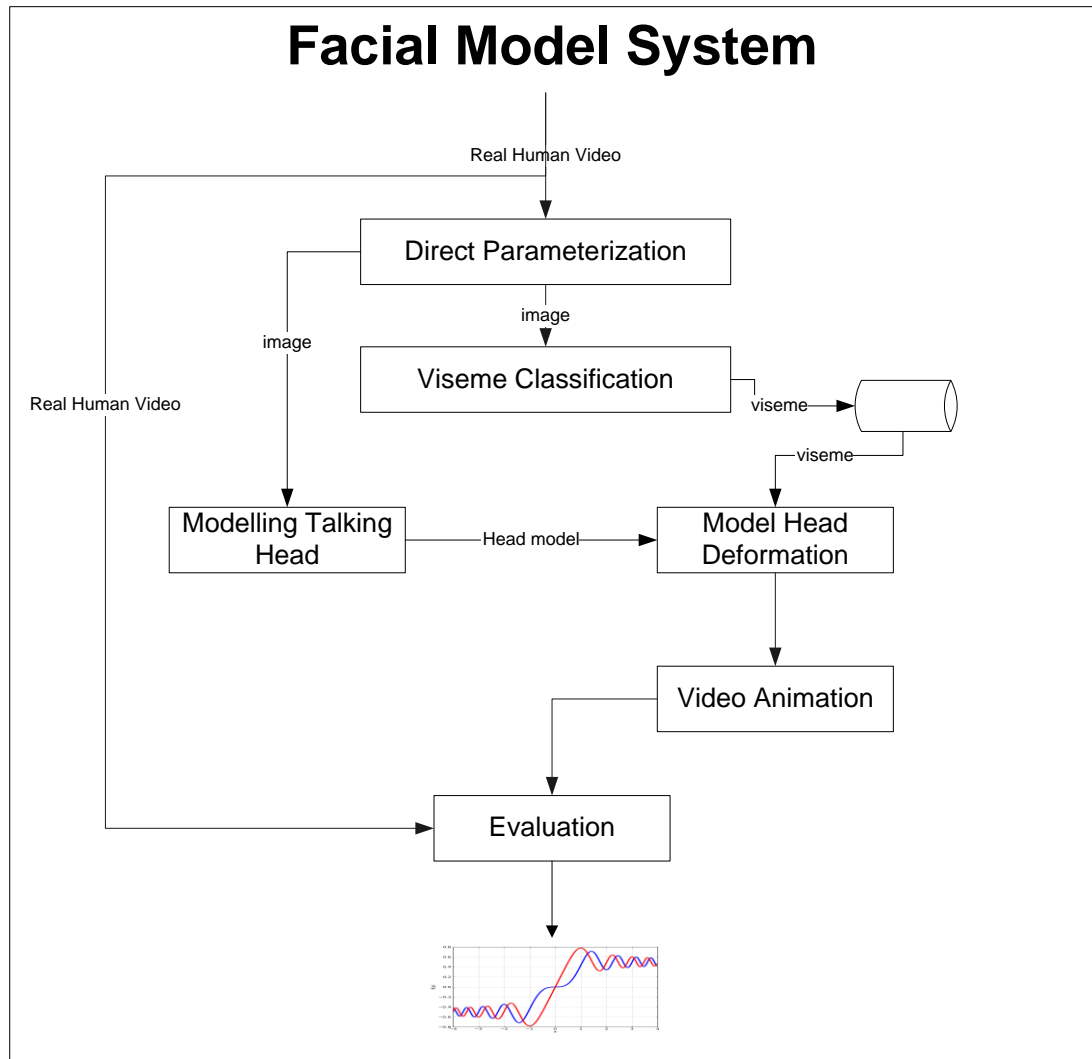 Facial Model System
Real Human Video
Direct Parameterization
image
image
Viseme Classification
viseme
Real Human Video
viseme
Modelling Talking
Head
Head model
Model Head
Deformation
Video Animation
Evaluation